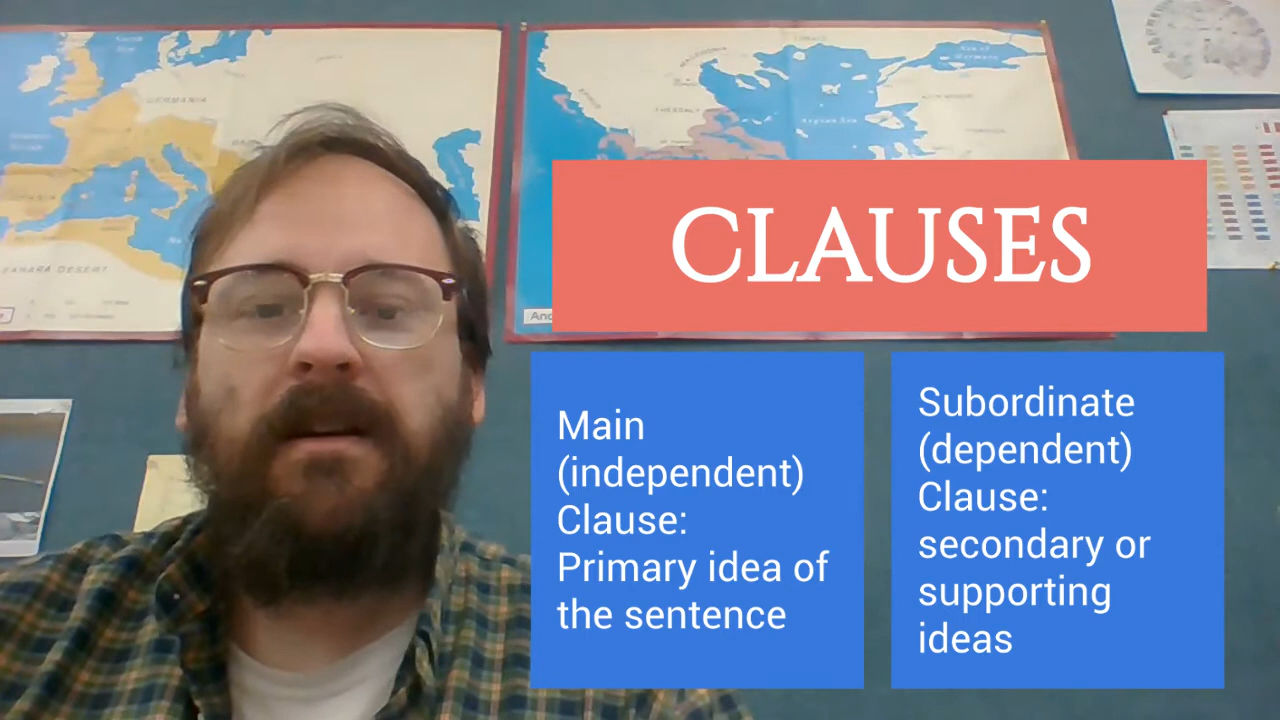 GERMANIA
SAHARA DESERT
Aegean Sea
CLAUSES
Main
(independent)
Clause:
Primary idea of
the sentence
Subordinate
(dependent)
Clause:
secondary or
supporting
ideas